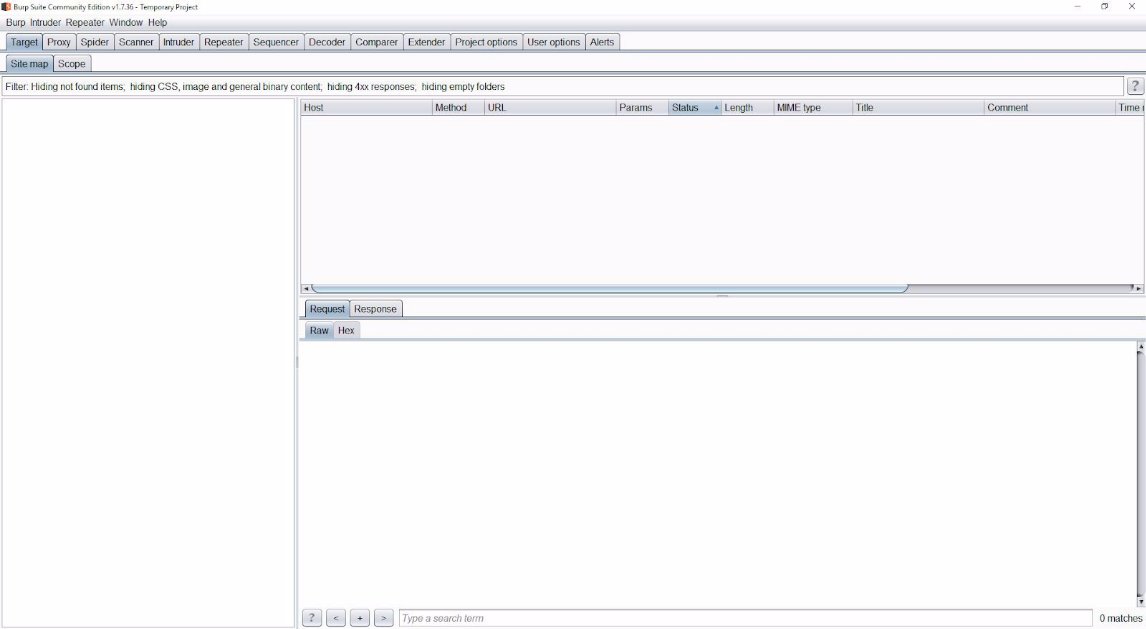 Burp Suite Community Edition v1.7.36 - Temporary Project
Burp Intruder Repeater Window Help
Target Proxy Spider Scanner Intruder Repeater Sequencer Decoder Comparer Extender Project options User options Alerts
Site map Scope
Filter: Hiding not found items; hiding CSS, image and general binary content; hiding 4xx responses; hiding empty folders ?
Host Method URL Params Status Length MIME type Title Comment Time
Request Response
Raw Hex
? < + > Type a search term 0 matches